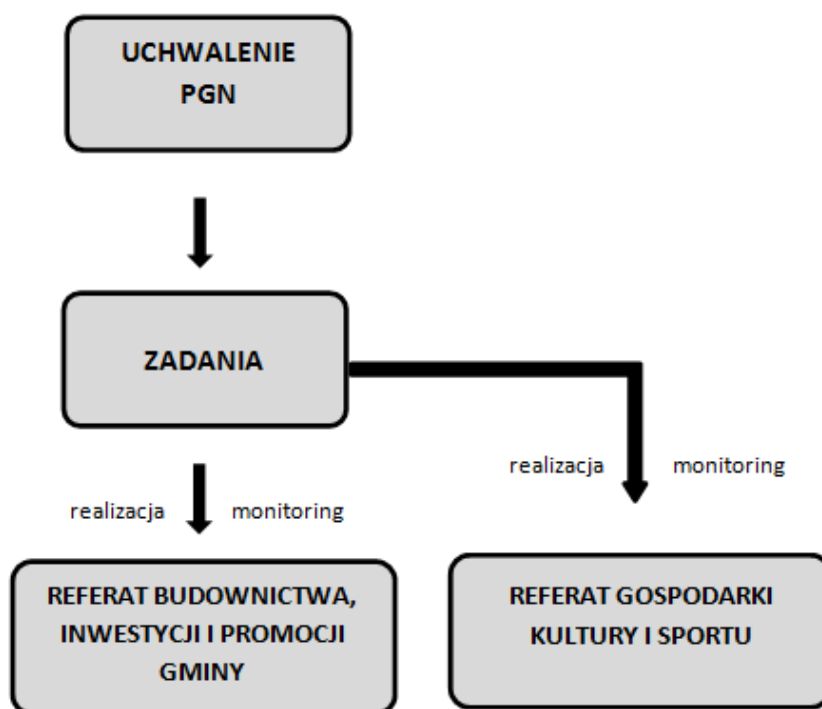 UCHWALENIE
PGN
ZADANIA
realizacja monitoring
realizacja monitoring
REFERAT BUDOWNICTWA,
INWESTYCJI I PROMOCJI
GMINY
REFERAT GOSPODARKI
KULTURY I SPORTU